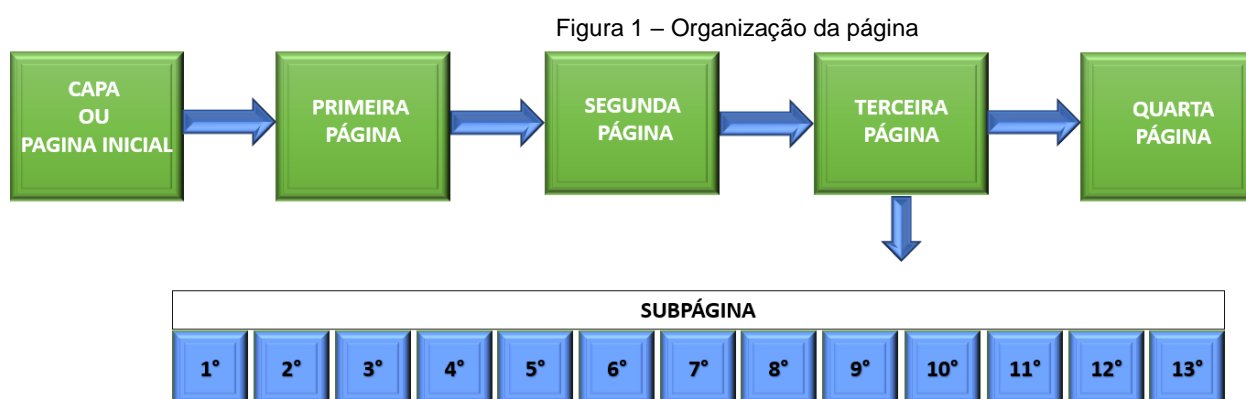 Figura 1 – Organização da página
CAPA
OU
PAGINA INICIAL
PRIMEIRA
PÁGINA
SEGUNDA
PÁGINA
TERCEIRA
PÁGINA
QUARTA
PÁGINA
SUBPÁGINA
1° 2° 3° 4° 5° 6° 7° 8° 9° 10° 11° 12° 13°